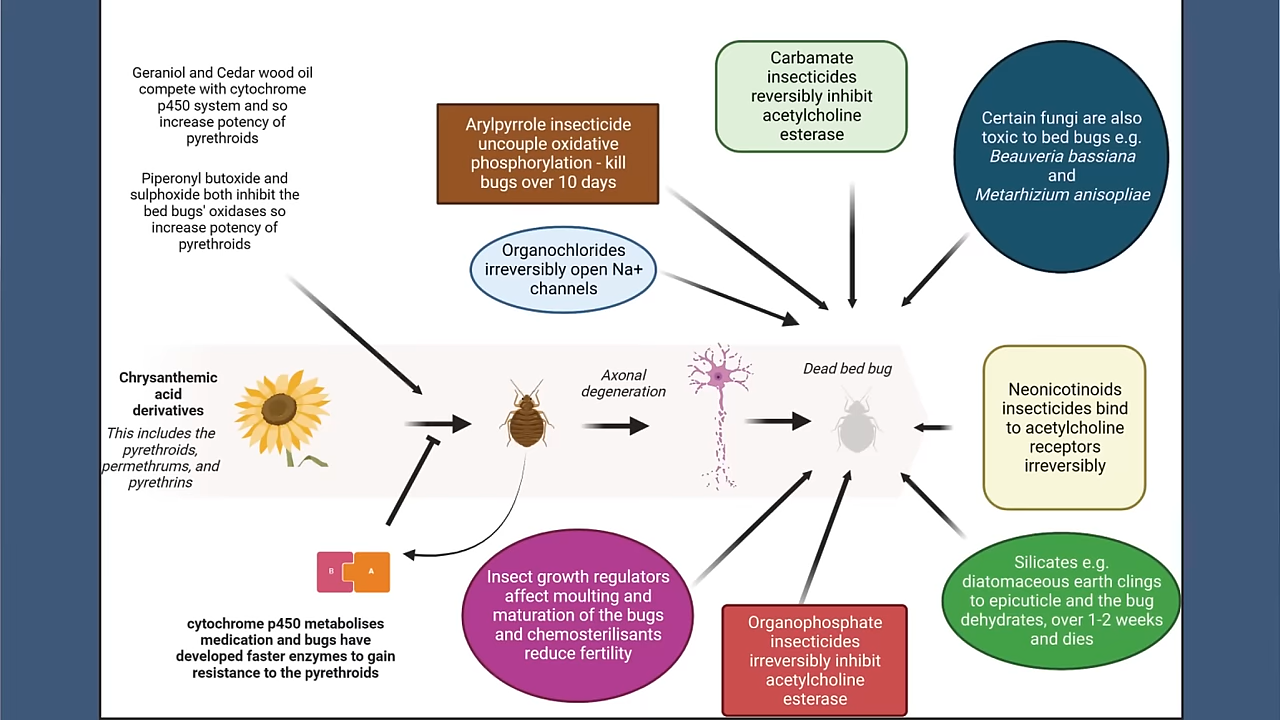 Geraniol and Cedar wood oil
compete with cytochrome
p450 system and so
increase potency of
pyrethroids
Piperonyl butoxide and
sulphoxide both inhibit the
bed bugs' oxidases so
increase potency of
pyrethroids
Arylpyrrole insecticide
uncouple oxidative
phosphorylation - kill
bugs over 10 days
Organochlorides
irreversibly open Na+
channels
Carbamate
insecticides
reversibly inhibit
acetylcholine
esterase
Certain fungi are also
toxic to bed bugs e.g.
Beauveria bassiana
and
Metarhizium anisopliae
Chrysanthemic
acid
derivatives
This includes the
pyrethroids,
permethrums, and
pyrethrins
Axonal
degeneration
Dead bed bug
Neonicotinoids
insecticides bind
to acetylcholine
receptors
irreversibly
B
A
cytochrome p450 metabolises
medication and bugs have
developed faster enzymes to gain
resistance to the pyrethroids
Insect growth regulators
affect moulting and
maturation of the bugs
and chemosterilisants
reduce fertility
Organophosphate
insecticides
irreversibly inhibit
acetylcholine
esterase
Silicates e.g.
diatomaceous earth clings
to epicuticle and the bug
dehydrates, over 1-2 weeks
and dies